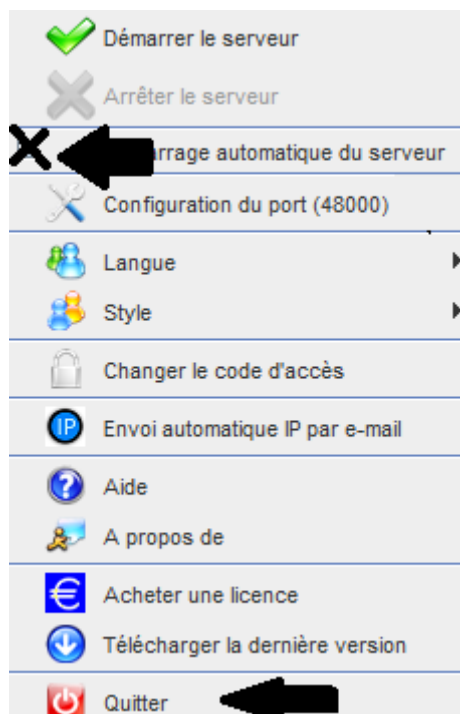 Démarrer le serveur
Arrêter le serveur
automatique du serveur
Configuration du port (48000)
Langue
Style
Changer le code d'accès
IP Envoi automatique IP par e-mail
Aide
A propos de
Acheter une licence
Télécharger la dernière version
Quitter